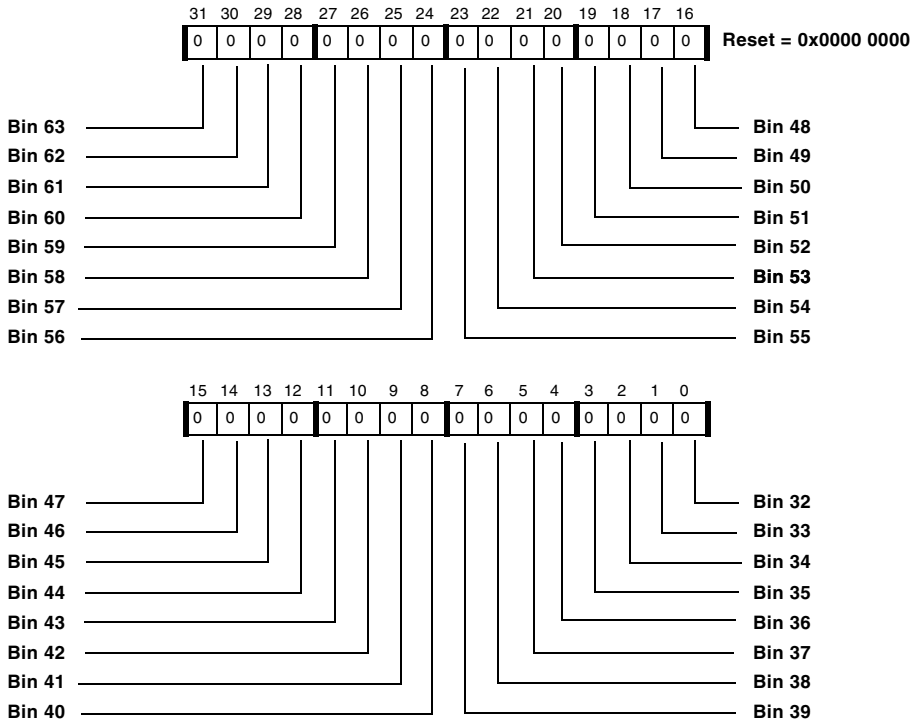 31 30 29 28 27 26 25 24 23 22 21 20 19 18 17 16
0 0 0 0 0 0 0 0 0 0 0 0 0 0 0 0 Reset = 0x0000 0000
Bin 63 Bin 48
Bin 62 Bin 49
Bin 61 Bin 50
Bin 60 Bin 51
Bin 59 Bin 52
Bin 58 Bin 53
Bin 57 Bin 54
Bin 56 Bin 55
15 14 13 12 11 10 9 8 7 6 5 4 3 2 1 0
0 0 0 0 0 0 0 0 0 0 0 0 0 0 0 0
Bin 47 Bin 32
Bin 46 Bin 33
Bin 45 Bin 34
Bin 44 Bin 35
Bin 43 Bin 36
Bin 42 Bin 37
Bin 41 Bin 38
Bin 40 Bin 39